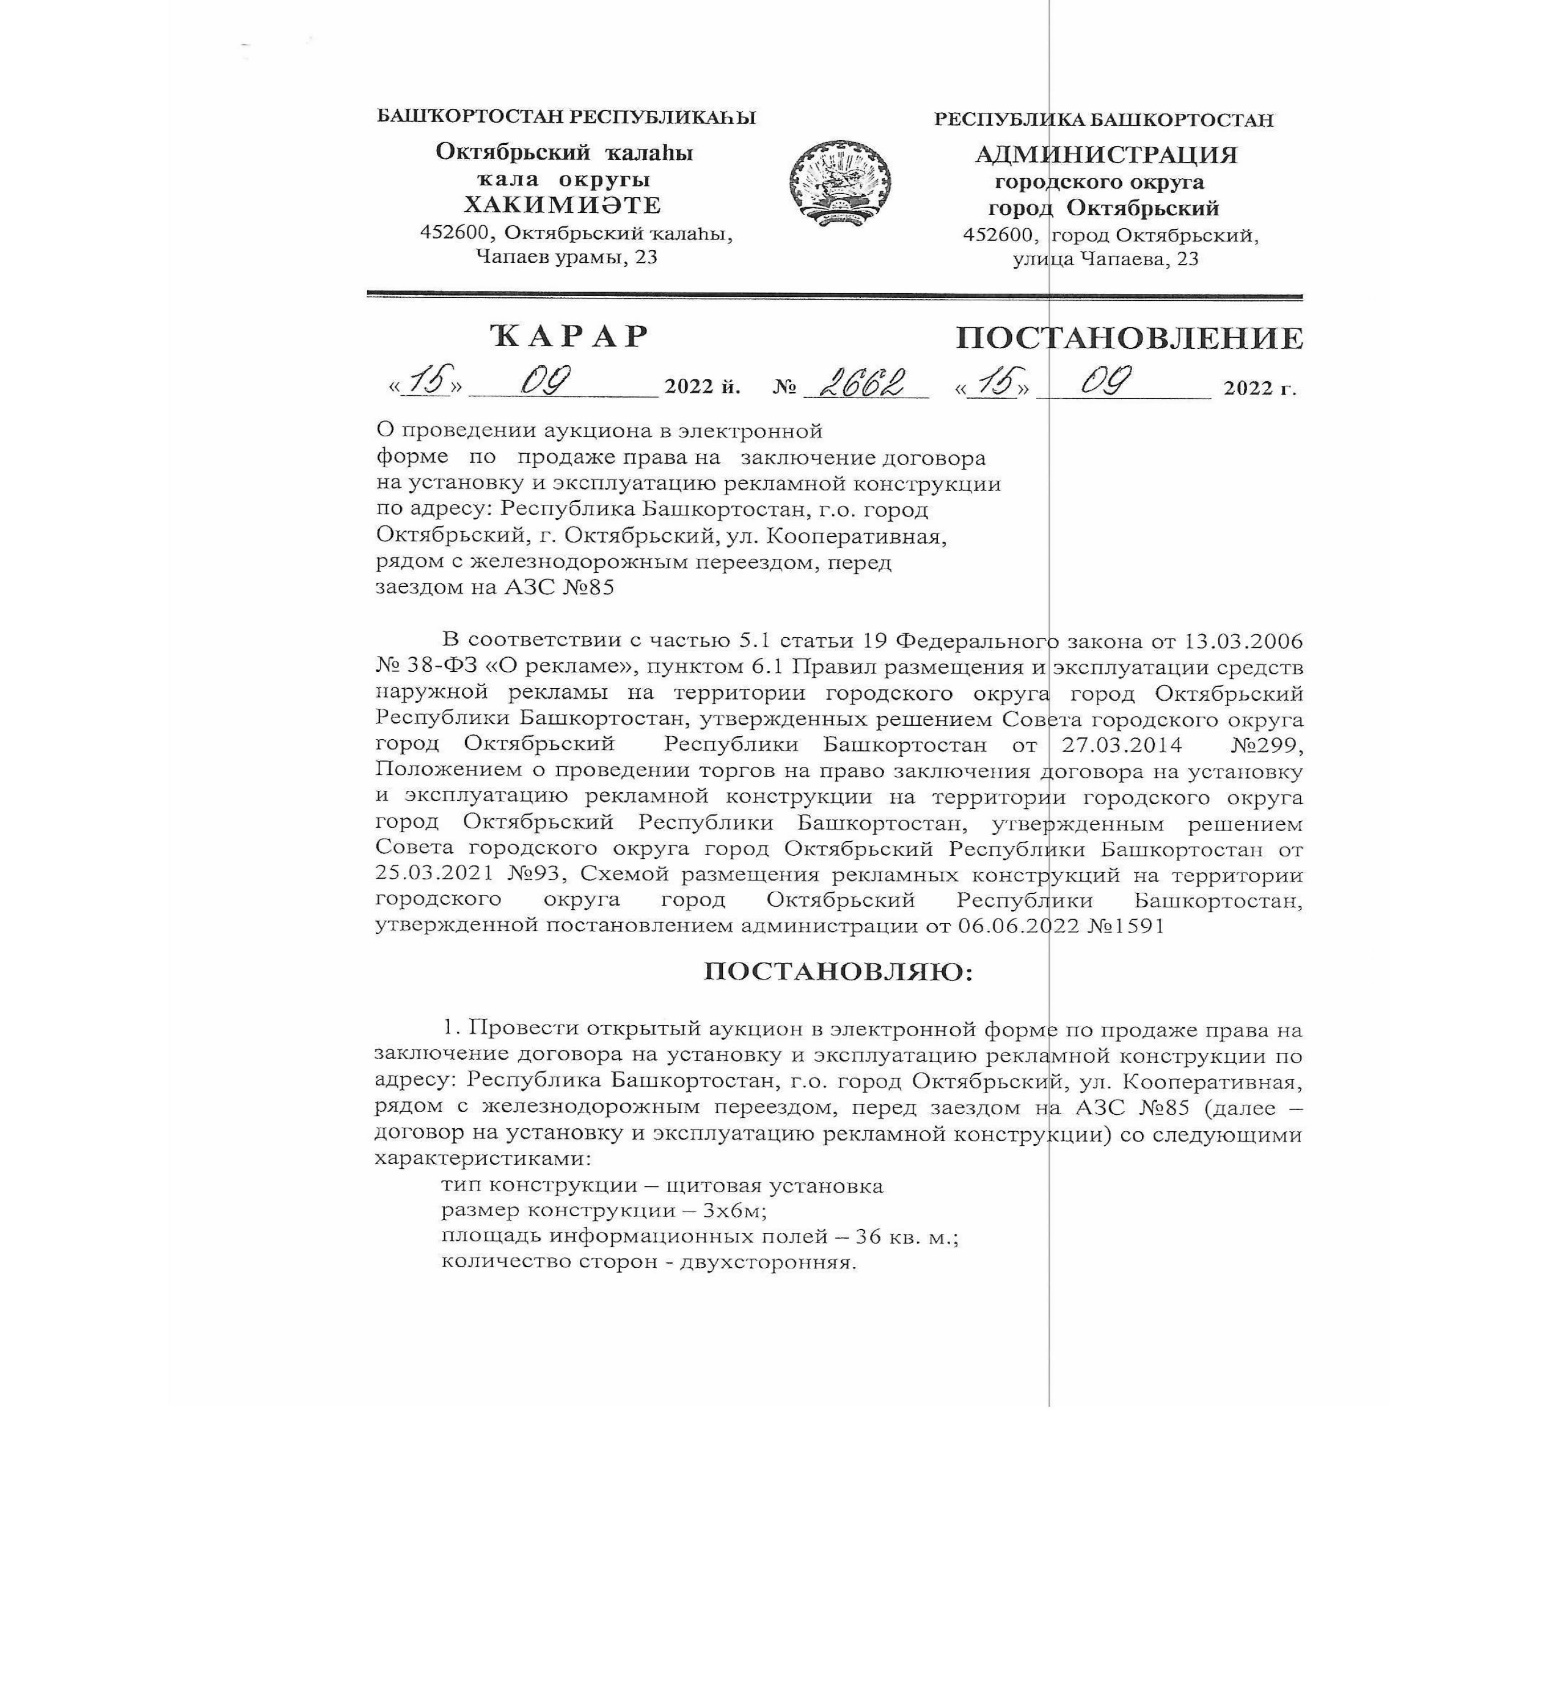 БАШҠОРТОСТАН РЕСПУБЛИКАҺЫ
Октябрьский ҡалаһы
ҡала округы
ХАКИМИӘТЕ
452600, Октябрьский ҡалаһы,
Чапаев урамы, 23
РЕСПУБЛИКА БАШКОРТОСТАН
АДМИНИСТРАЦИЯ
городского округа
город Октябрьский
452600, город Октябрьский,
улица Чапаева, 23
ҠАРАР
ПОСТАНОВЛЕНИЕ
«15» 09 2022 й. № 2662 «15» 09 2022 г.
О проведении аукциона в электронной
форме по продаже права на заключение договора
на установку и эксплуатацию рекламной конструкции
по адресу: Республика Башкортостан, г.о. город
Октябрьский, г. Октябрьский, ул. Кооперативная,
рядом с железнодорожным переездом, перед
заездом на АЗС №85
В соответствии с частью 5.1 статьи 19 Федерального закона от 13.03.2006
№ 38-ФЗ «О рекламе», пунктом 6.1 Правил размещения и эксплуатации средств
наружной рекламы на территории городского округа город Октябрьский
Республики Башкортостан, утвержденных решением Совета городского округа
город Октябрьский Республики Башкортостан от 27.03.2014 №299,
Положением о проведении торгов на право заключения договора на установку
и эксплуатацию рекламной конструкции на территории городского округа
город Октябрьский Республики Башкортостан, утвержденным решением
Совета городского округа город Октябрьский Республики Башкортостан от
25.03.2021 №93, Схемой размещения рекламных конструкций на территории
городского округа город Октябрьский Республики Башкортостан,
утвержденной постановлением администрации от 06.06.2022 №1591
ПОСТАНОВЛЯЮ:
1. Провести открытый аукцион в электронной форме по продаже права на
заключение договора на установку и эксплуатацию рекламной конструкции по
адресу: Республика Башкортостан, г.о. город Октябрьский, ул. Кооперативная,
рядом с железнодорожным переездом, перед заездом на АЗС №85 (далее –
договор на установку и эксплуатацию рекламной конструкции) со следующими
характеристиками:
тип конструкции – щитовая установка
размер конструкции – 3х6м;
площадь информационных полей – 36 кв. м.;
количество сторон - двухсторонняя.